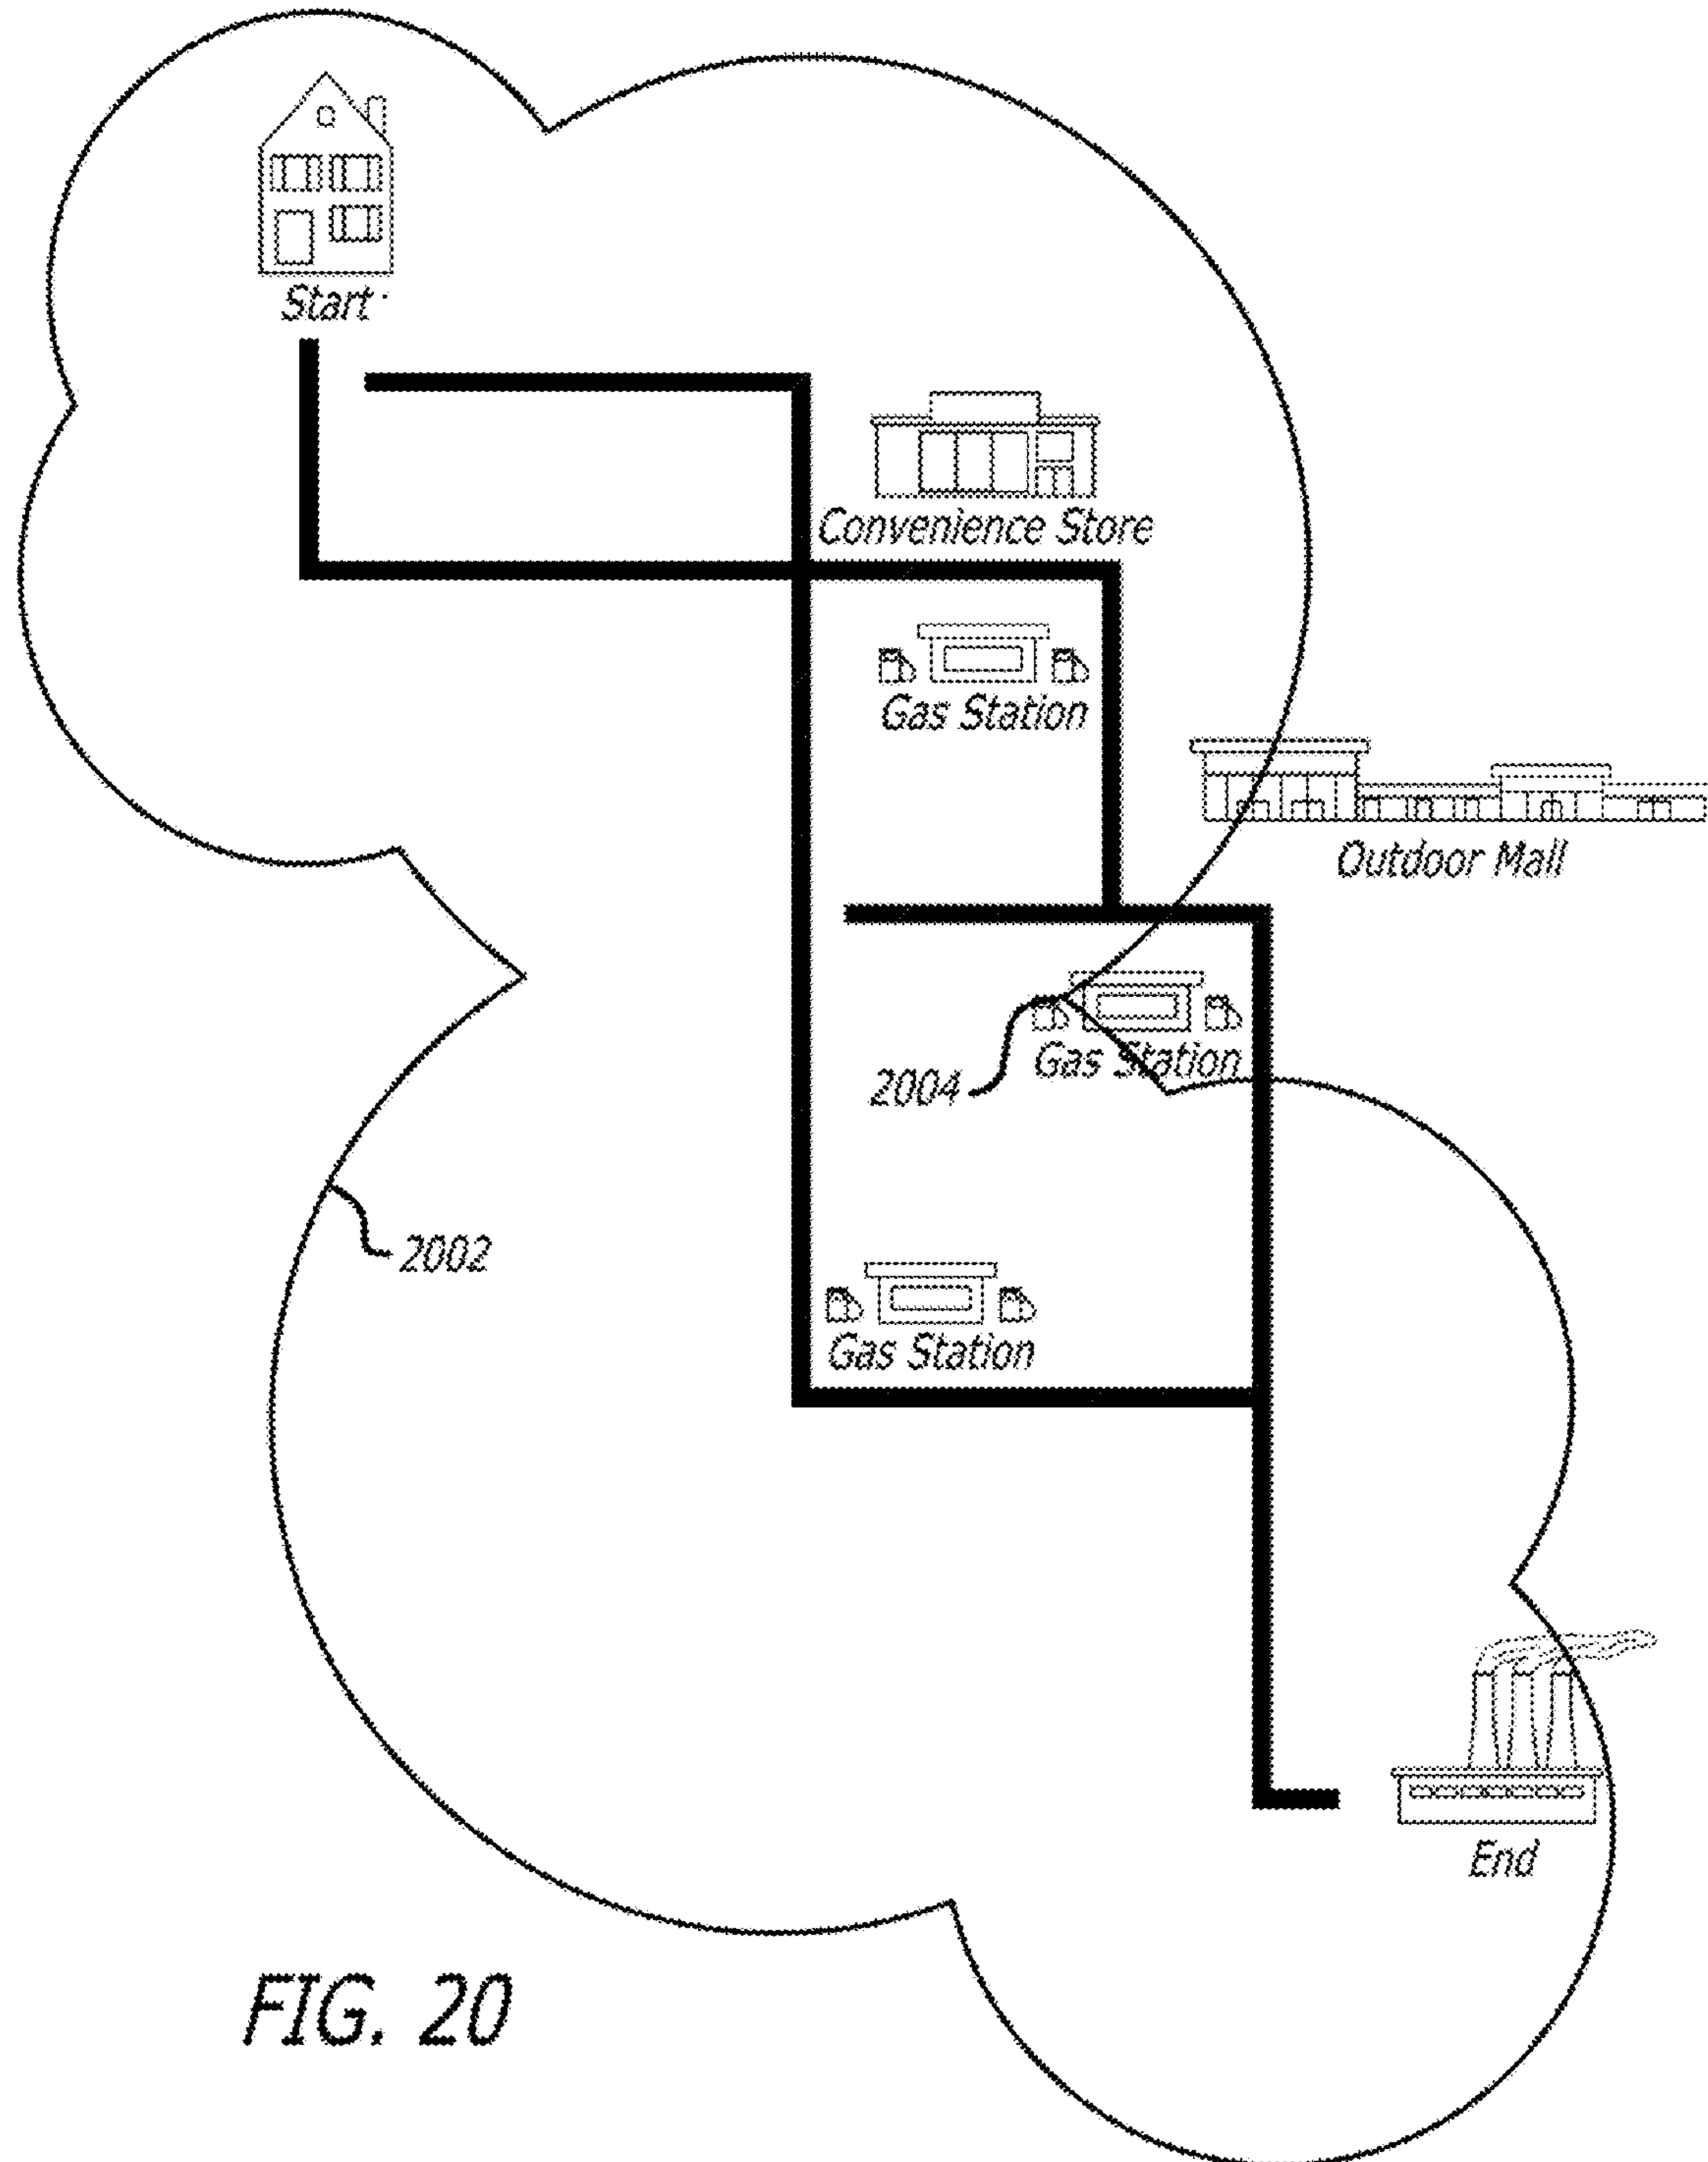 Start
Convenience Store
Gas Station
Outdoor Mall
Gas Station
2004
2002
Gas Station
End
FIG. 20